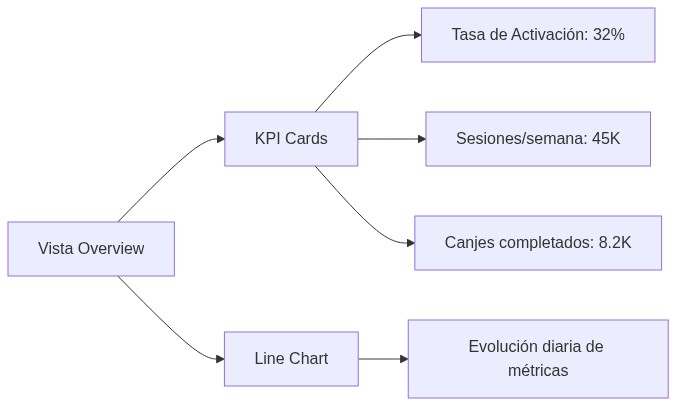 Vista Overview
KPI Cards
Tasa de Activación: 32%
Sesiones/semana: 45K
Canjes completados: 8.2K
Line Chart
Evolución diaria de
métricas